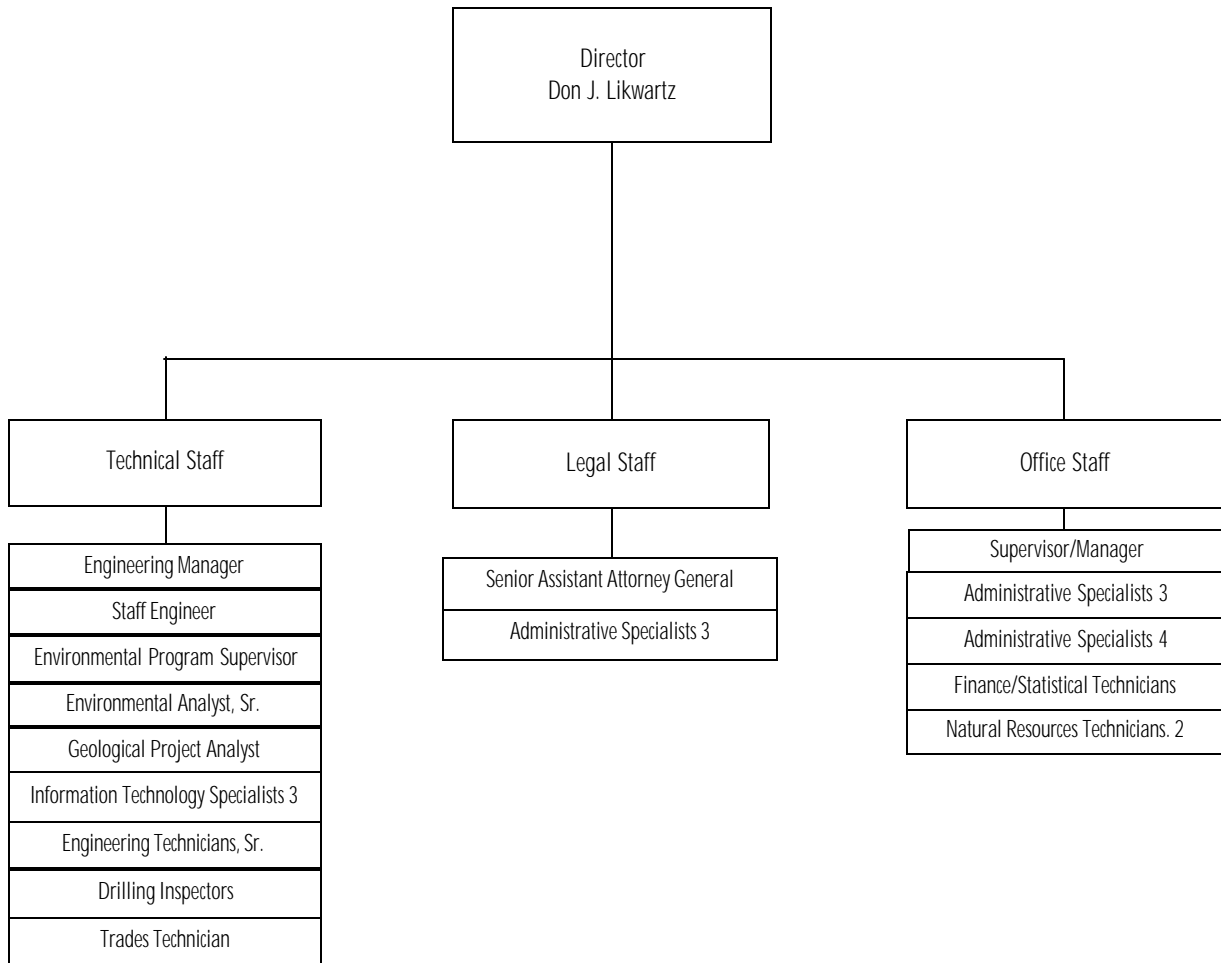 Director
Don J. Likwartz
Technical Staff
Legal Staff
Office Staff
Engineering Manager
Staff Engineer
Environmental Program Supervisor
Environmental Analyst, Sr.
Geological Project Analyst
Information Technology Specialists 3
Engineering Technicians, Sr.
Drilling Inspectors
Trades Technician
Senior Assistant Attorney General
Administrative Specialists 3
Supervisor/Manager
Administrative Specialists 3
Administrative Specialists 4
Finance/Statistical Technicians
Natural Resources Technicians. 2